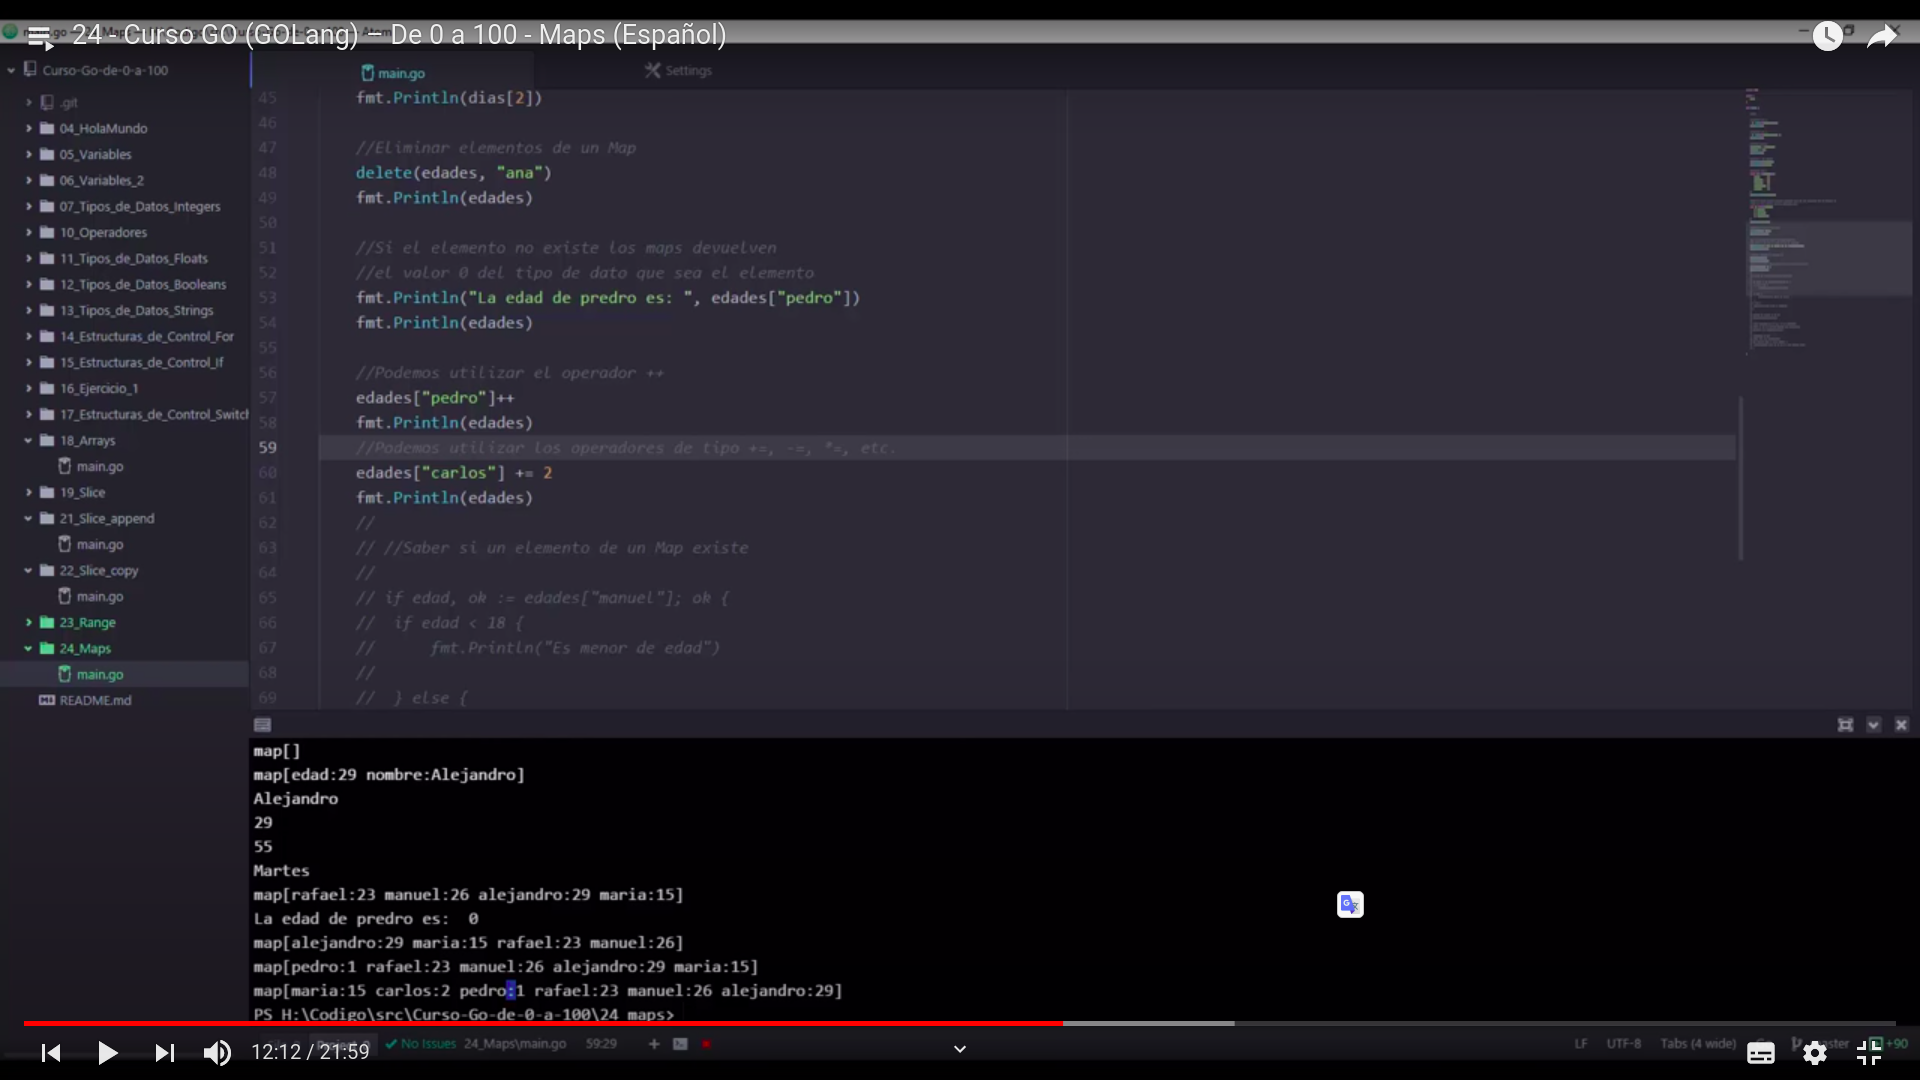 24 - Curso GO (GOLang) – De 0 a 100 - Maps (Español)
Curso-Go-de-0-a-100
main.go
Settings
.git
04_HolaMundo
05_Variables
06_Variables_2
07_Tipos_de_Datos_Integers
10_Operadores
11_Tipos_de_Datos_Floats
12_Tipos_de_Datos_Booleans
13_Tipos_de_Datos_Strings
14_Estructuras_de_Control_For
15_Estructuras_de_Control_If
16_Ejercicio_1
17_Estructuras_de_Control_Switch
18_Arrays
main.go
19_Slice
21_Slice_append
main.go
22_Slice_copy
main.go
23_Range
24_Maps
main.go
README.md
45 fmt.Println(dias[2])
46
47 //Eliminar elementos de un Map
48 delete(edades, "ana")
49 fmt.Println(edades)
50
51 //Si el elemento no existe los maps devuelven
52 //el valor 0 del tipo de dato que sea el elemento
53 fmt.Println("La edad de predro es: ", edades["pedro"])
54 fmt.Println(edades)
55
56 //Podemos utilizar el operador ++
57 edades["pedro"]++
58 fmt.Println(edades)
59 //Podemos utilizar los operadores de tipo +=, -=, *=, etc.
60 edades["carlos"] += 2
61 fmt.Println(edades)
62 //
63 // //Saber si un elemento de un Map existe
64 //
65 // if edad, ok := edades["manuel"]; ok {
66 // if edad < 18 {
67 // fmt.Println("Es menor de edad")
68 //
69 // } else {
map[]
map[edad:29 nombre:Alejandro]
Alejandro
29
55
Martes
map[rafael:23 manuel:26 alejandro:29 maria:15]
La edad de predro es:  0
map[alejandro:29 maria:15 rafael:23 manuel:26]
map[pedro:1 rafael:23 manuel:26 alejandro:29 maria:15]
map[maria:15 carlos:2 pedro:1 rafael:23 manuel:26 alejandro:29]
PS H:\Codigo\src\Curso-Go-de-0-a-100\24_maps>
12:12 / 21:59
No Issues
24_Maps\main.go
59:29
LF
UTF-8
Tabs (4 wide)
+90